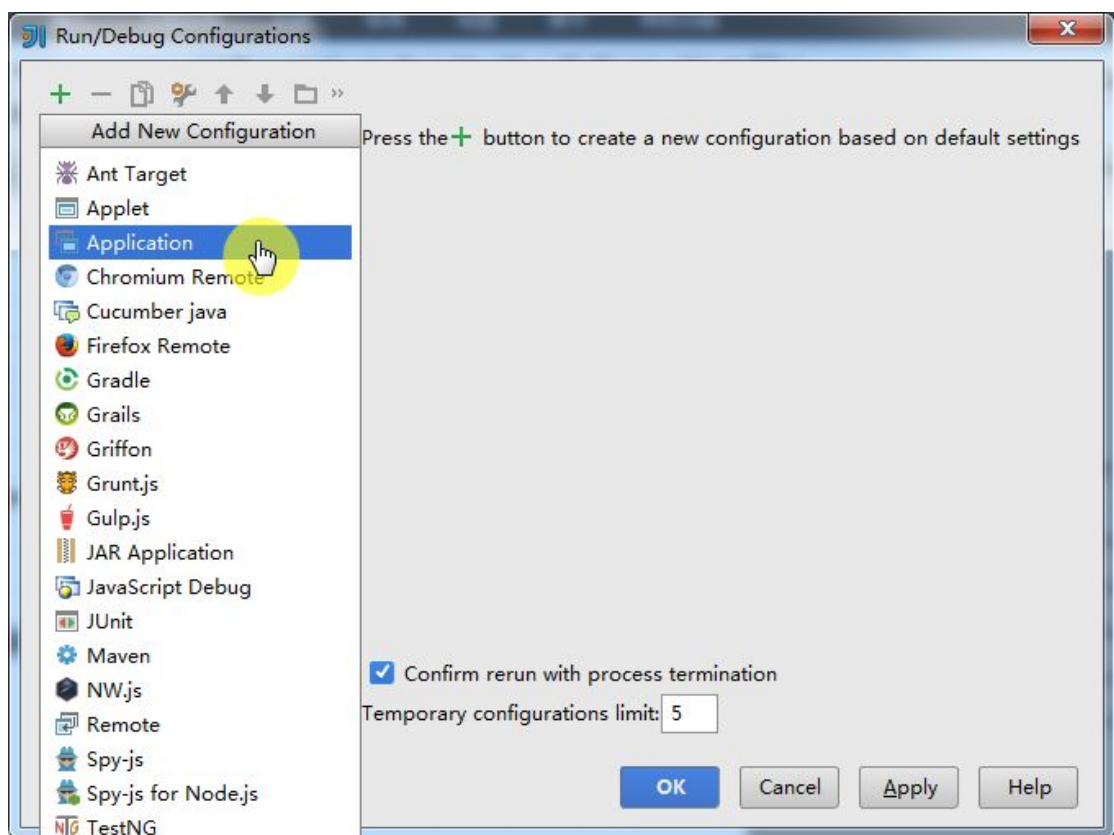 Run/Debug Configurations
Add New Configuration
Press the + button to create a new configuration based on default settings
Ant Target
Applet
Application
Chromium Remote
Cucumber java
Firefox Remote
Gradle
Grails
Griffon
Grunt.js
Gulp.js
JAR Application
JavaScript Debug
JUnit
Maven
NW.js
Remote
Spy-js
Spy-js for Node.js
TestNG
Confirm rerun with process termination
Temporary configurations limit: 5
OK Cancel Apply Help